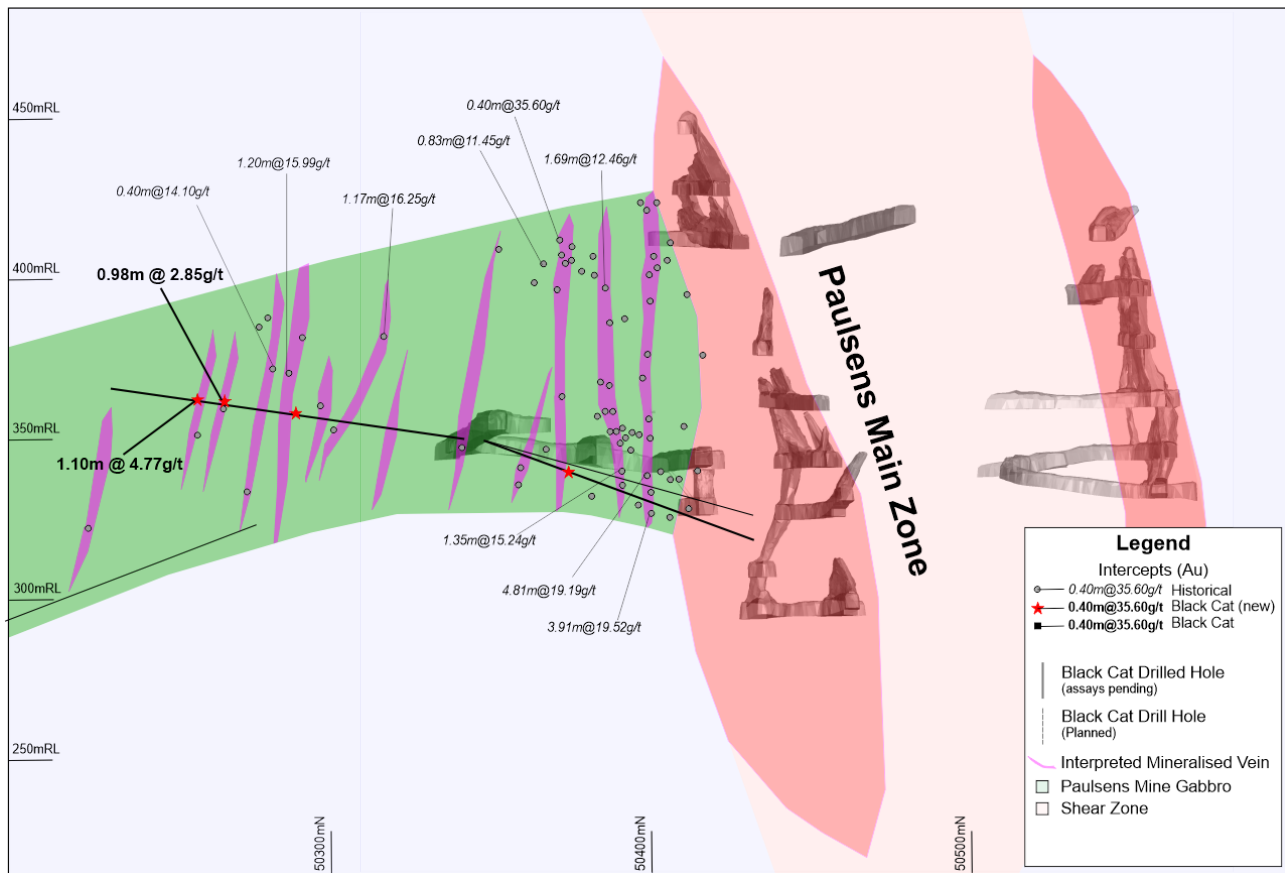 450mRL
400mRL
350mRL
300mRL
250mRL
0.40m@35.60g/t
0.83m@11.45g/t
1.20m@15.99g/t
1.69m@12.46g/t
0.40m@14.10g/t
1.17m@16.25g/t
0.98m @ 2.85g/t
1.10m @ 4.77g/t
1.35m@15.24g/t
4.81m@19.19g/t
3.91m@19.52g/t
Paulsens Main Zone
50300mN
50400mN
50500mN
Legend
Intercepts (Au)
0.40m@35.60g/t Historical
0.40m@35.60g/t Black Cat (new)
0.40m@35.60g/t Black Cat
Black Cat Drilled Hole
(assays pending)
Black Cat Drill Hole
(Planned)
Interpreted Mineralised Vein
Paulsens Mine Gabbro
Shear Zone